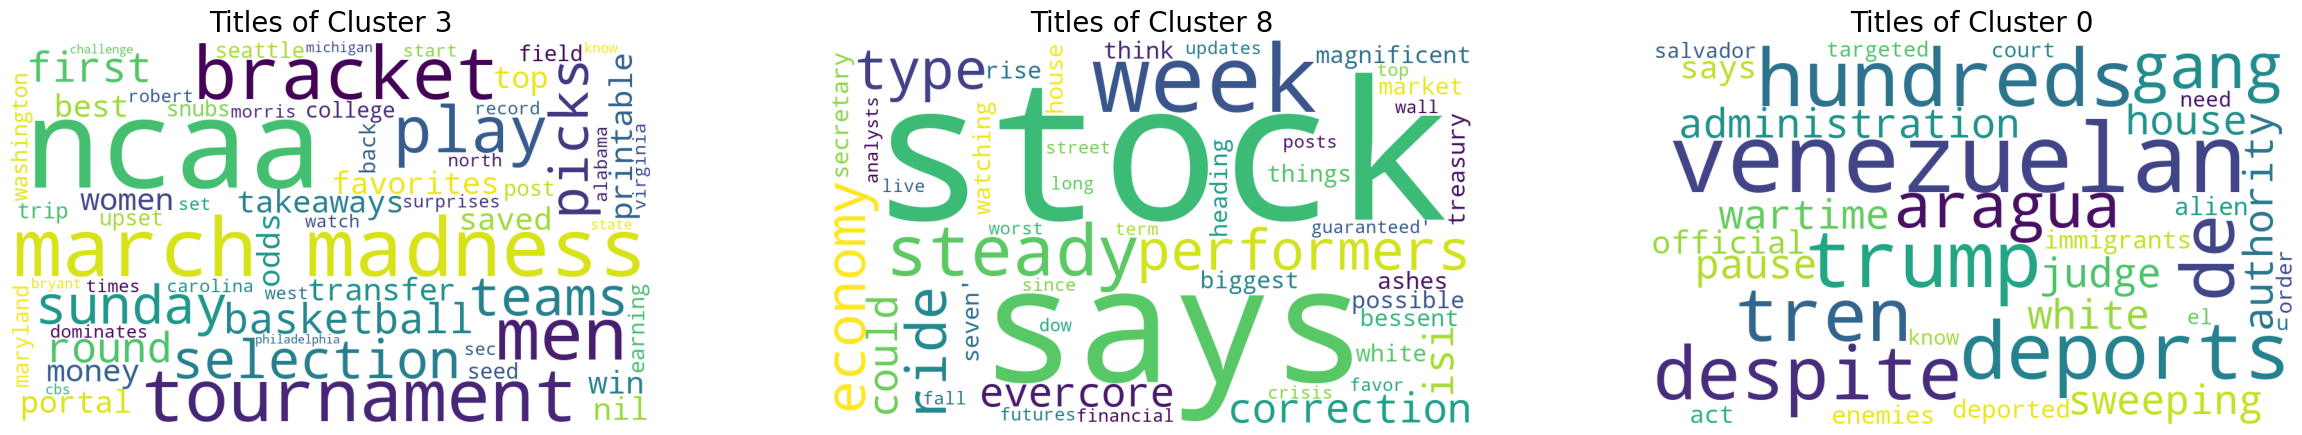 Titles of Cluster 3
challenge
seattle
michigan
start
field
know
first
bracket
top
picks
printable
washington
best
robert
snubs
morris
college
record
ncaa
play
back
north
alabama
virginia
favorites
post
women
set
takeaways
surprises
saved
trip
upset
odds
watch
state
march
madness
bryant
times
carolina
west
transfer
teams
maryland
sunday
basketball
men
earning
dominates
philadelphia
round
selection
sec
money
seed
cbs
tournament
win
portal
nil
Titles of Cluster 8
type
rise
think
updates
house
week
magnificent
top
market
wall
secretary
analysts
stock
street
posts
watching
live
long
heading
things
treasury
economy
worst
term
guaranteed'
steady
performers
since
biggest
ashes
possible
could
ride
seven'
dow
says
bessent
white
isi
fall
evercore
crisis
favor
futures
financial
correction
Titles of Cluster 0
salvador
targeted
court
says
hundreds
gang
need
administration
house
venezuelan
authority
wartime
aragua
alien
official
immigrants
de
pause
trump
judge
order
tren
white
el
know
despite
deports
act
enemies
deported
sweeping